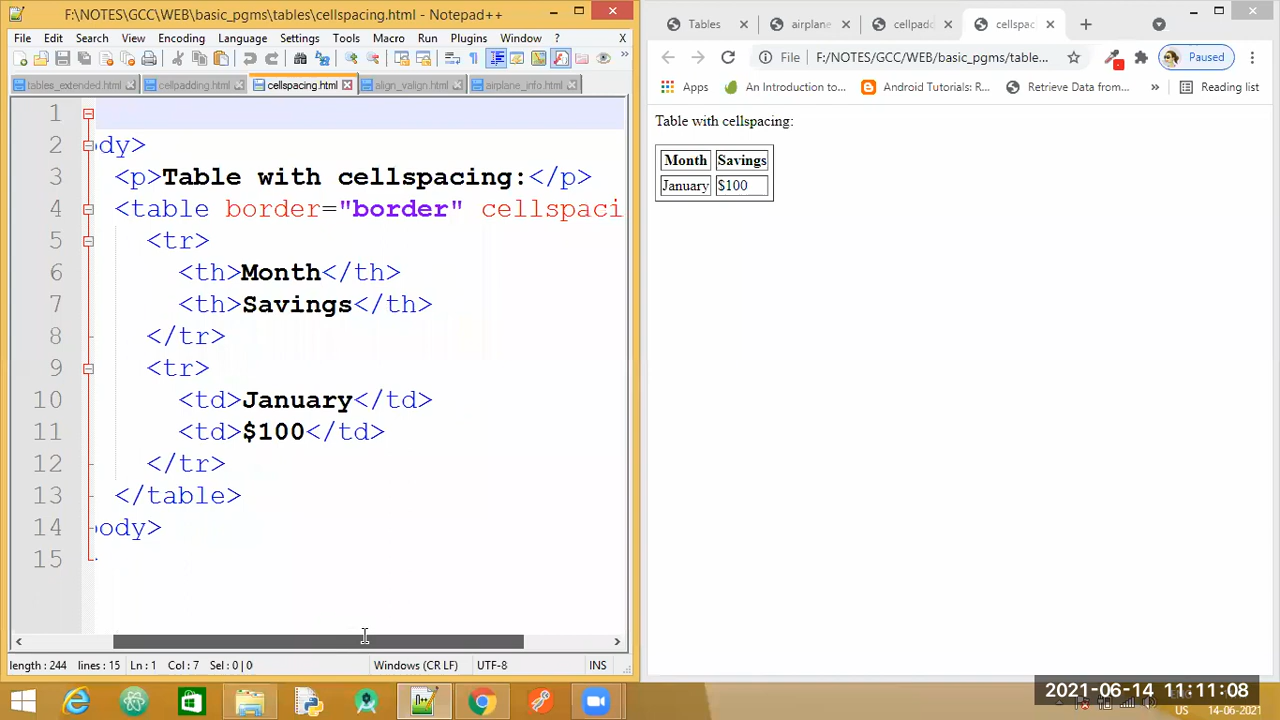 F:\NOTES\GCC\WEB\basic_pgms\tables\cellspacing.html - Notepad++
File Edit Search View Encoding Language Settings Tools Macro Run Plugins Window ? X
tables_extended.html cellpadding.html cellspacing.html align_valign.html airplane_info.html
1
2 ody>
3 <p>Table with cellspacing:</p>
4 <table border="border" cellspaci
5 <tr>
6 <th>Month</th>
7 <th>Savings</th>
8 </tr>
9 <tr>
10 <td>January</td>
11 <td>$100</td>
12 </tr>
13 </table>
14 body>
15
length : 244 lines : 15 Ln : 1 Col : 7 Sel : 0 | 0 Windows (CR LF) UTF-8 INS
Tables airplane cellpadd cellspac
File F:/NOTES/GCC/WEB/basic_pgms/table... Paused
Apps An Introduction to... Android Tutorials: R... Retrieve Data from... » Reading list
Table with cellspacing:
Month Savings
January $100
2021-06-14 11:11:08
US 14-06-2021